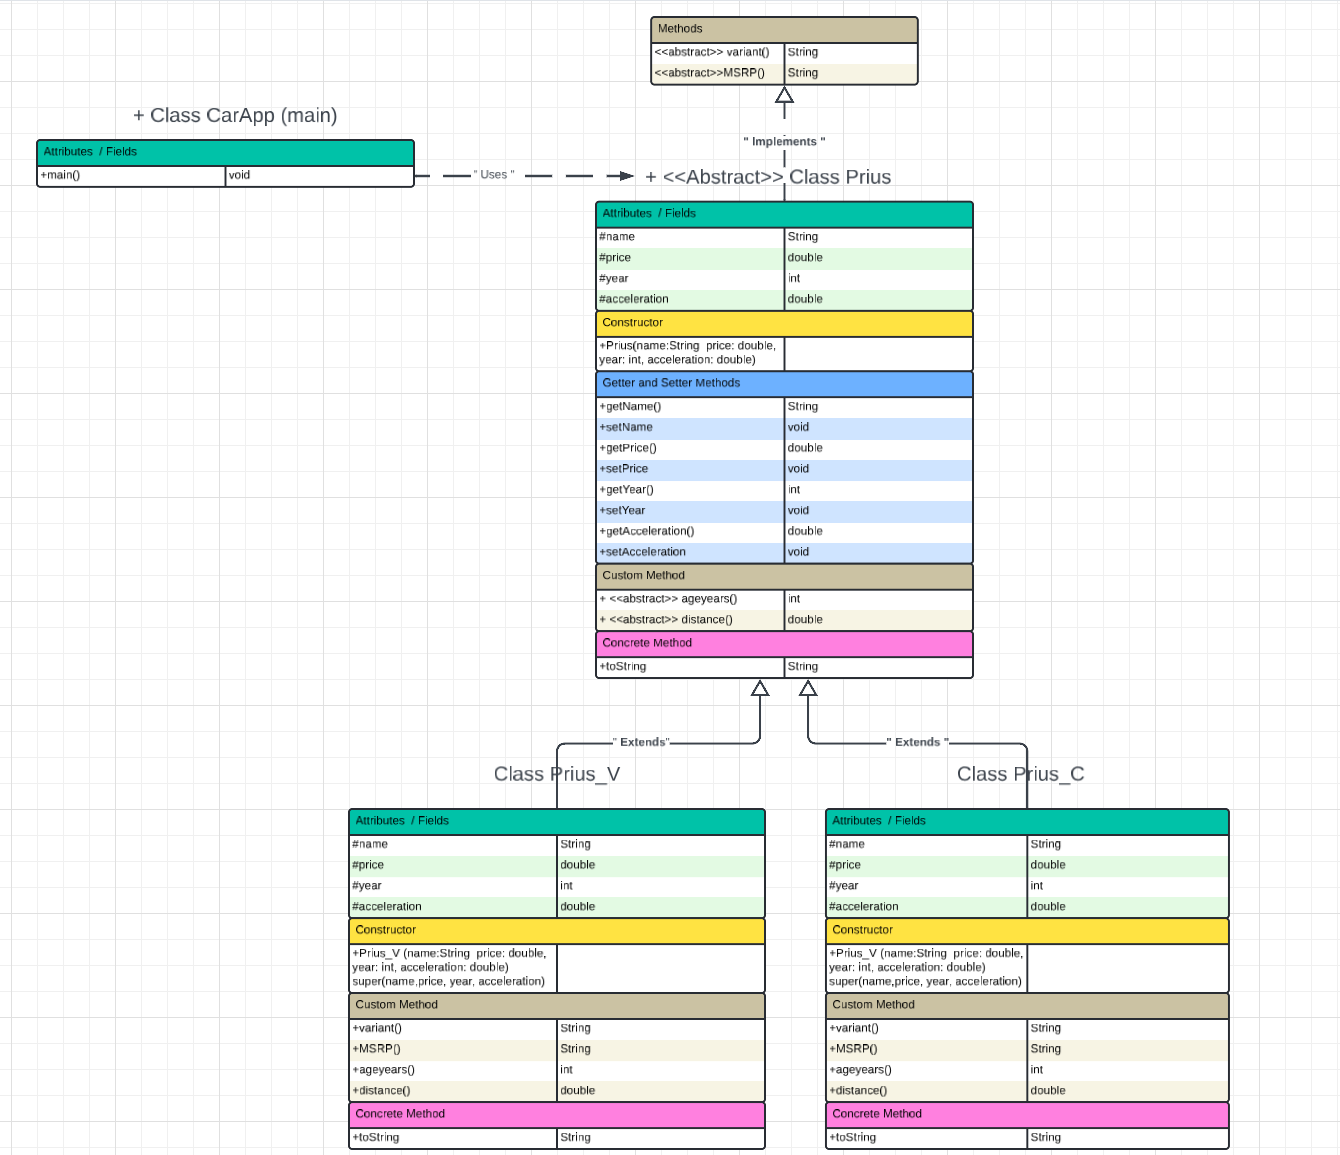 Methods
<<abstract>> variant() String
<<abstract>>MSRP() String
" Implements "
+ Class CarApp (main)
Attributes / Fields
+main() void
" Uses "
+ <<Abstract>> Class Prius
Attributes / Fields
#name String
#price double
#year int
#acceleration double
Constructor
+Prius(name:String price: double,
year: int, acceleration: double)
Getter and Setter Methods
+getName() String
+setName void
+getPrice() double
+setPrice void
+getYear() int
+setYear void
+getAcceleration() double
+setAcceleration void
Custom Method
+ <<abstract>> ageyears() int
+ <<abstract>> distance() double
Concrete Method
+toString String
" Extends"
" Extends "
Class Prius_V
Attributes / Fields
#name String
#price double
#year int
#acceleration double
Constructor
+Prius_V (name:String price: double,
year: int, acceleration: double)
super(name,price, year, acceleration)
Custom Method
+variant() String
+MSRP() String
+ageyears() int
+distance() double
Concrete Method
+toString String
Class Prius_C
Attributes / Fields
#name String
#price double
#year int
#acceleration double
Constructor
+Prius_V (name:String price: double,
year: int, acceleration: double)
super(name,price, year, acceleration)
Custom Method
+variant() String
+MSRP() String
+ageyears() int
+distance() double
Concrete Method
+toString String